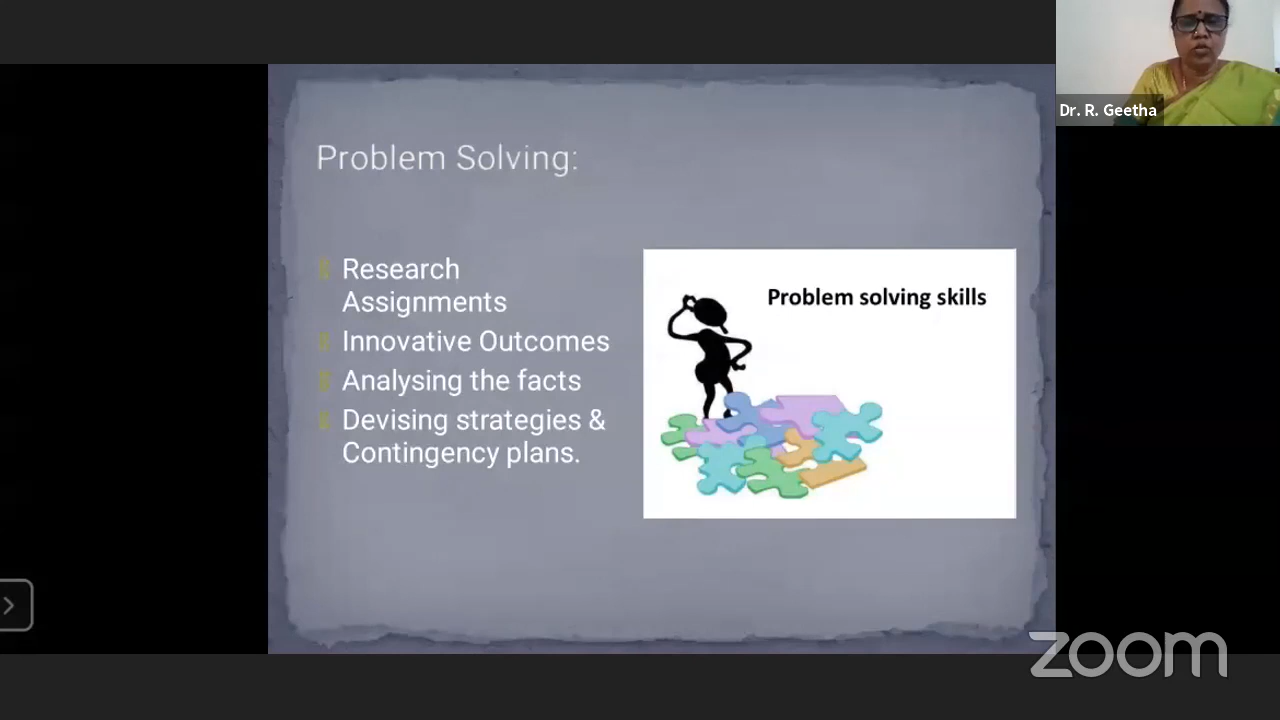 Dr. R. Geetha
Problem Solving:
Research
Assignments
Innovative Outcomes
Analysing the facts
Devising strategies &
Contingency plans.
Problem solving skills
zoom